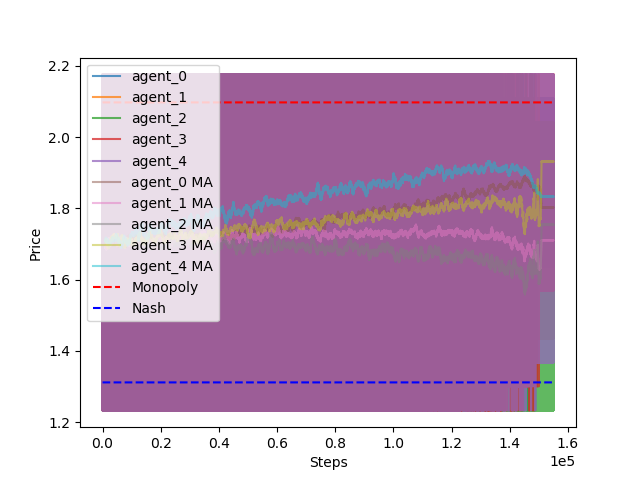 2.2
2.0
1.8
1.6
1.4
1.2
Price
agent_0
agent_1
agent_2
agent_3
agent_4
agent_0 MA
agent_1 MA
agent_2 MA
agent_3 MA
agent_4 MA
Monopoly
Nash
0.0 0.2 0.4 0.6 0.8 1.0 1.2 1.4 1.6
1e5
Steps